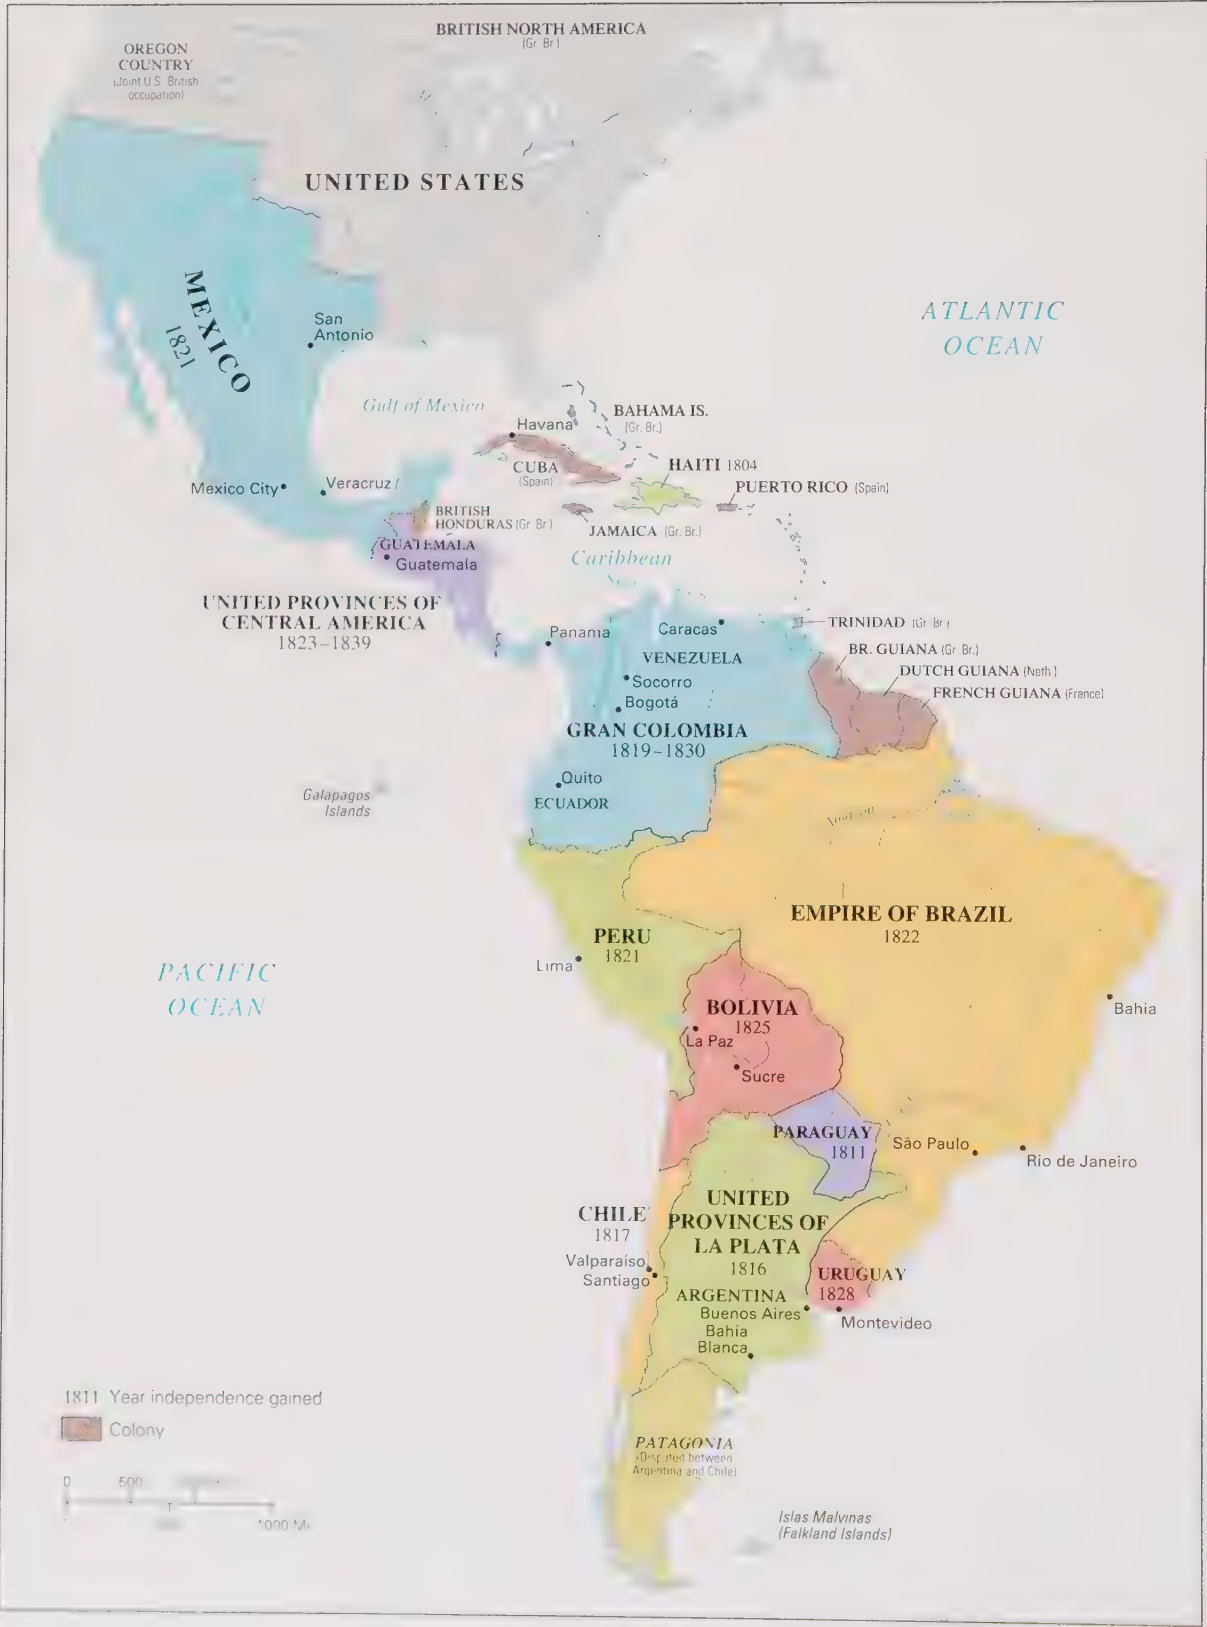 BRITISH NORTH AMERICA
(Gr Br)
OREGON
COUNTRY
(Joint U S British
occupation)
UNITED STATES
MEXICO
1821
San
Antonio
ATLANTIC
OCEAN
Gulf of Mexico
BAHAMA IS.
(Gr. Br.)
Havana
CUBA
(Spain)
HAITI 1804
PUERTO RICO (Spain)
Mexico City
Veracruz
BRITISH
HONDURAS (Gr Br)
JAMAICA (Gr. Br.)
GUATEMALA
Guatemala
Caribbean
UNITED PROVINCES OF
CENTRAL AMERICA
1823–1839
Panama
Caracas
TRINIDAD (Gr Br)
VENEZUELA
BR. GUIANA (Gr Br.)
DUTCH GUIANA (Neth)
FRENCH GUIANA (France)
Socorro
Bogotá
GRAN COLOMBIA
1819–1830
Quito
ECUADOR
Galapagos
Islands
EMPIRE OF BRAZIL
1822
PERU
1821
Lima
PACIFIC
OCEAN
BOLIVIA
1825
La Paz
Sucre
Bahia
PARAGUAY
1811
São Paulo
Rio de Janeiro
CHILE
1817
UNITED
PROVINCES OF
LA PLATA
1816
Valparaiso
Santiago
URUGUAY
1828
ARGENTINA
Buenos Aires
Montevideo
Bahía
Blanca
1811 Year independence gained
Colony
PATAGONIA
(Disputed between
Argentina and Chile)
0 500
1000 Mi
Islas Malvinas
(Falkland Islands)